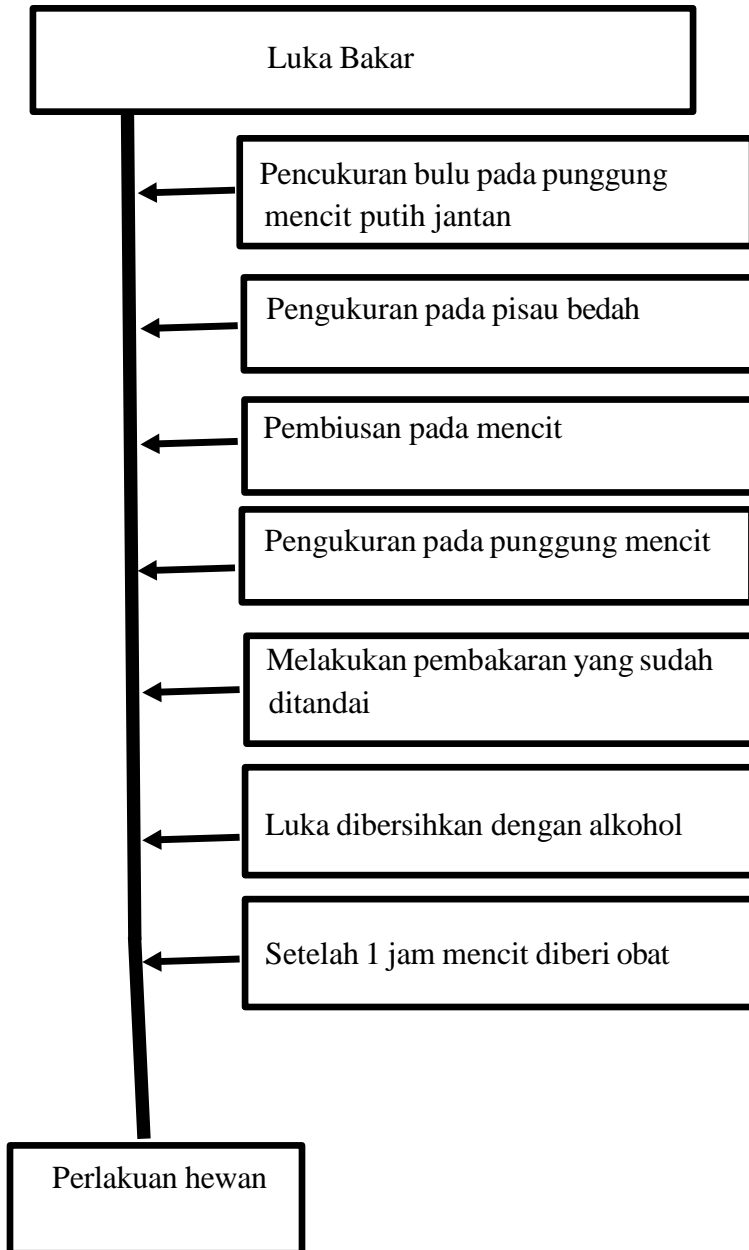 Luka Bakar
Pencukuran bulu pada punggung
mencit putih jantan
Pengukuran pada pisau bedah
Pembiusan pada mencit
Pengukuran pada punggung mencit
Melakukan pembakaran yang sudah
ditandai
Luka dibersihkan dengan alkohol
Setelah 1 jam mencit diberi obat
Perlakuan hewan